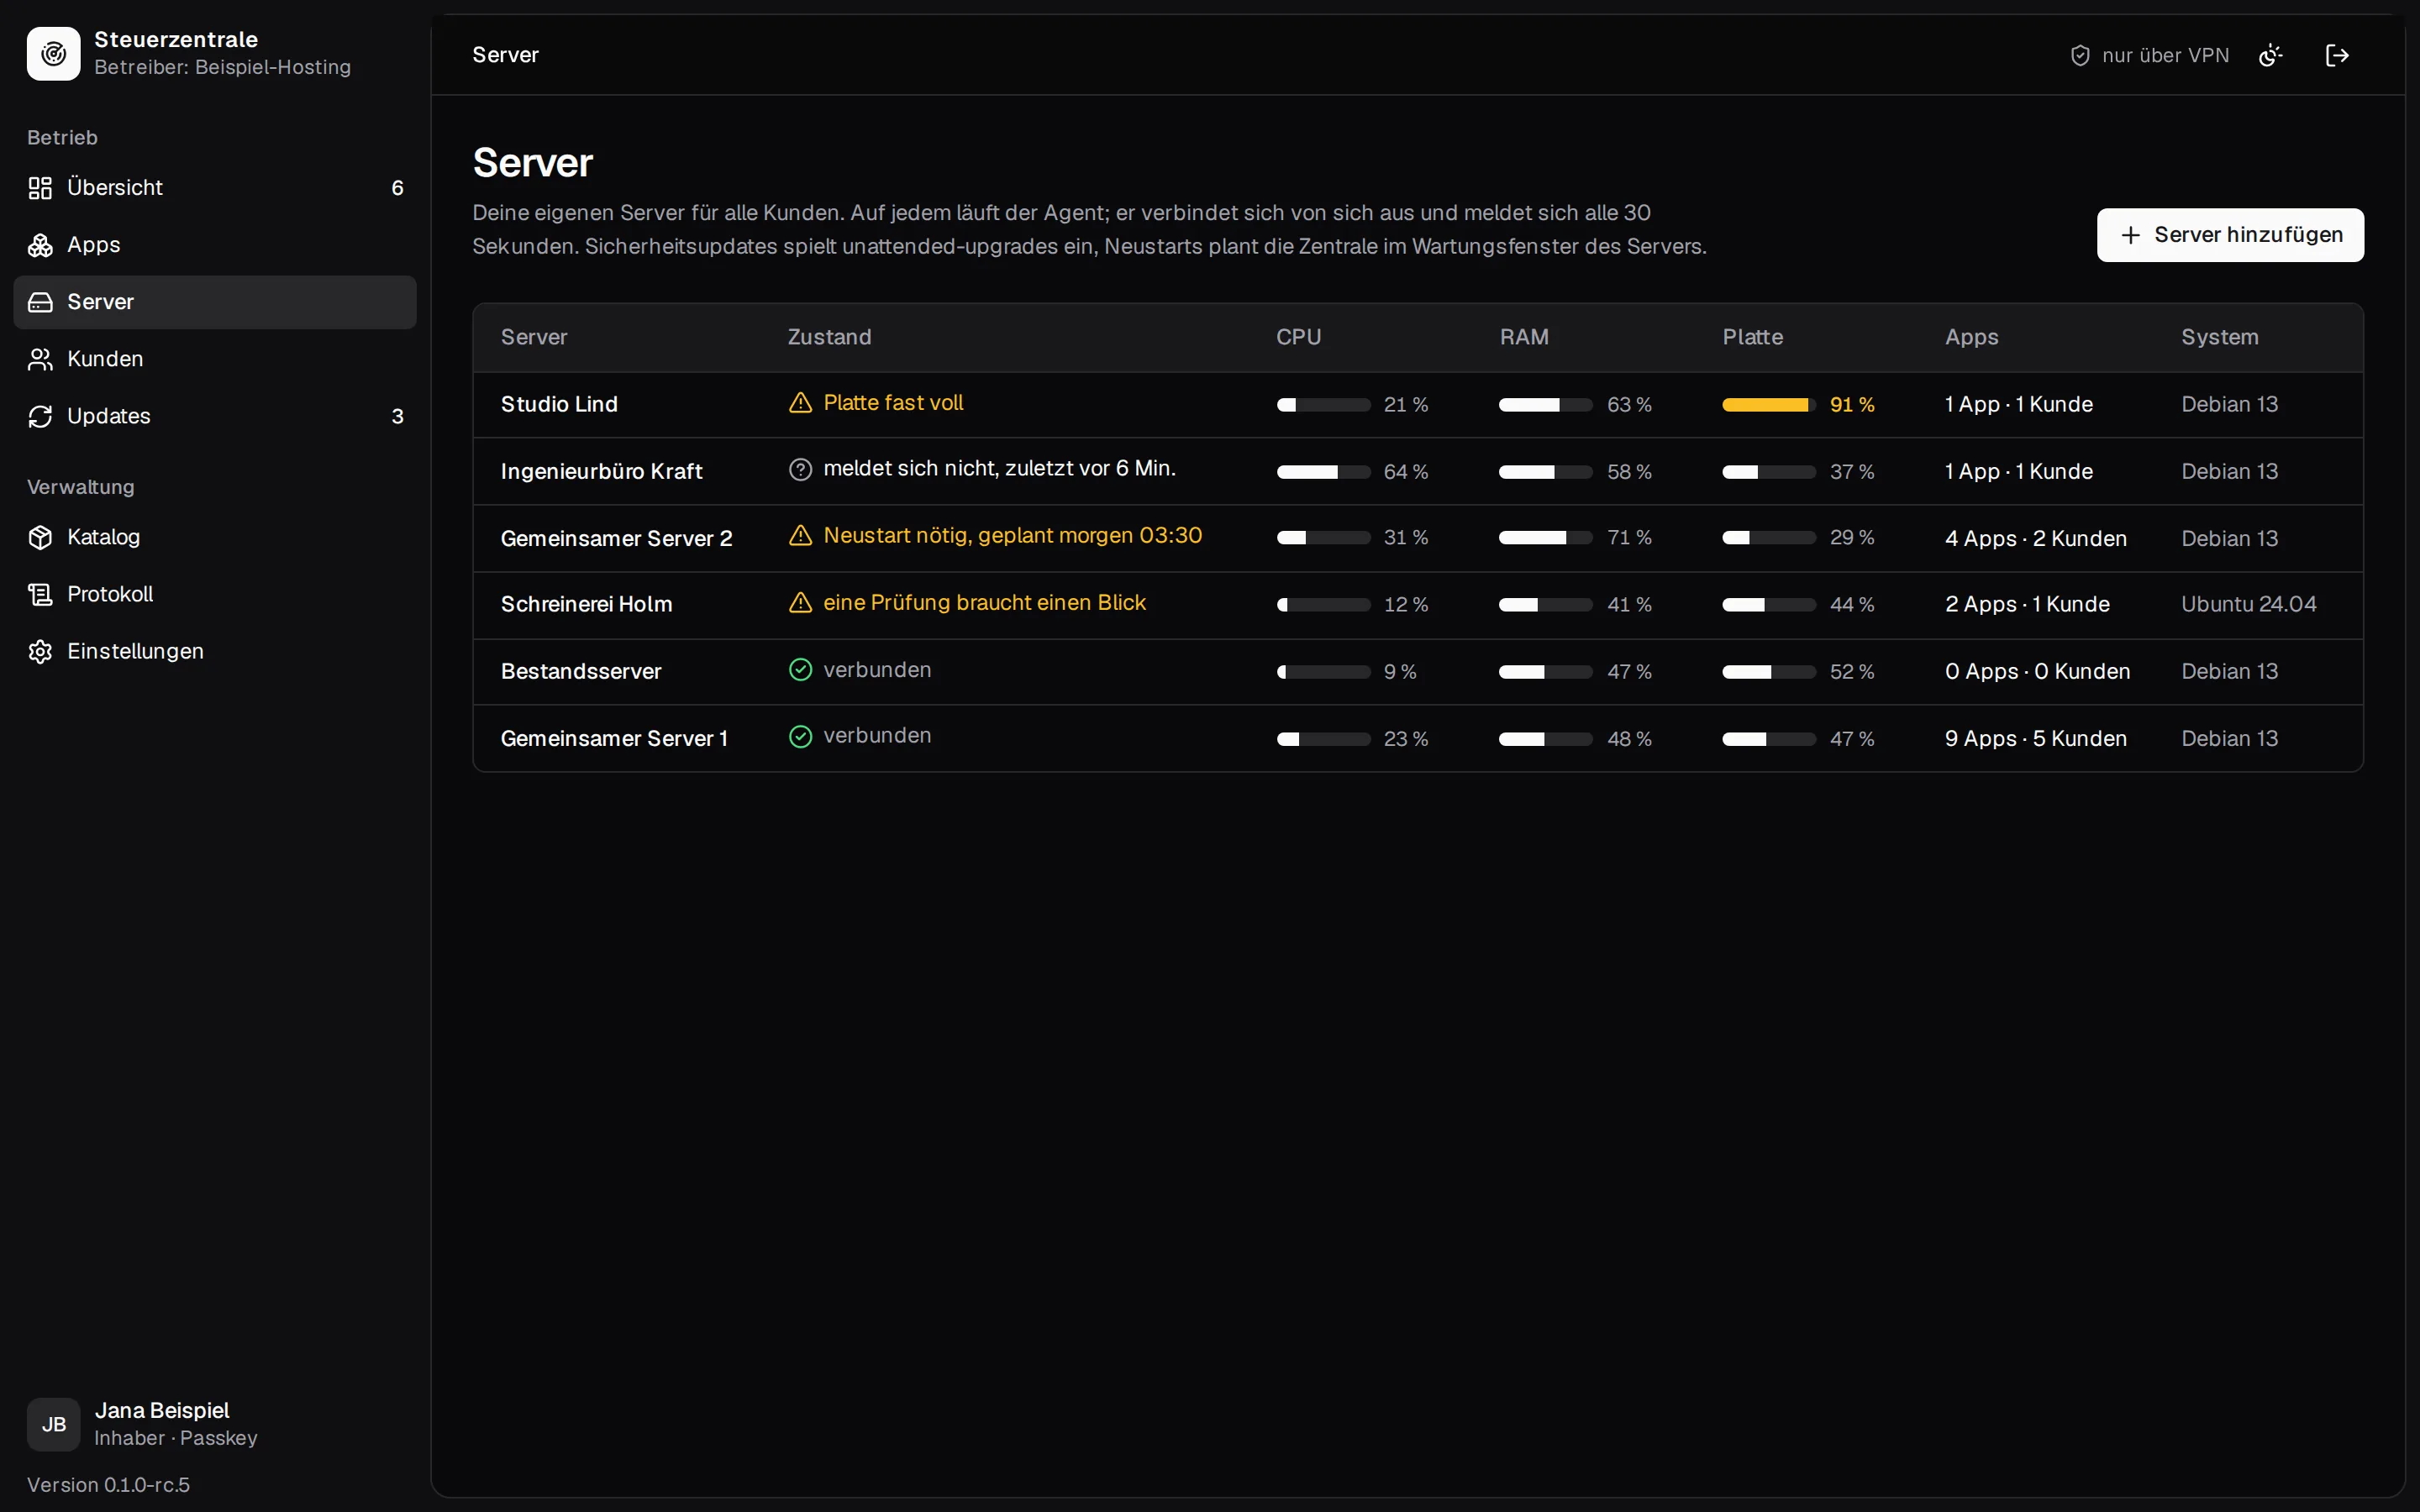 Steuerzentrale
Betreiber: Beispiel-Hosting
Betrieb
Übersicht 6
Apps
Server
Kunden
Updates 3
Verwaltung
Katalog
Protokoll
Einstellungen
JB
Jana Beispiel
Inhaber · Passkey
Version 0.1.0-rc.5
Server
nur über VPN
Server
Deine eigenen Server für alle Kunden. Auf jedem läuft der Agent; er verbindet sich von sich aus und meldet sich alle 30
Sekunden. Sicherheitsupdates spielt unattended-upgrades ein, Neustarts plant die Zentrale im Wartungsfenster des Servers.
Server hinzufügen
Server Zustand CPU RAM Platte Apps System
Studio Lind Platte fast voll 21 % 63 % 91 % 1 App · 1 Kunde Debian 13
Ingenieurbüro Kraft meldet sich nicht, zuletzt vor 6 Min. 64 % 58 % 37 % 1 App · 1 Kunde Debian 13
Gemeinsamer Server 2 Neustart nötig, geplant morgen 03:30 31 % 71 % 29 % 4 Apps · 2 Kunden Debian 13
Schreinerei Holm eine Prüfung braucht einen Blick 12 % 41 % 44 % 2 Apps · 1 Kunde Ubuntu 24.04
Bestandsserver verbunden 9 % 47 % 52 % 0 Apps · 0 Kunden Debian 13
Gemeinsamer Server 1 verbunden 23 % 48 % 47 % 9 Apps · 5 Kunden Debian 13